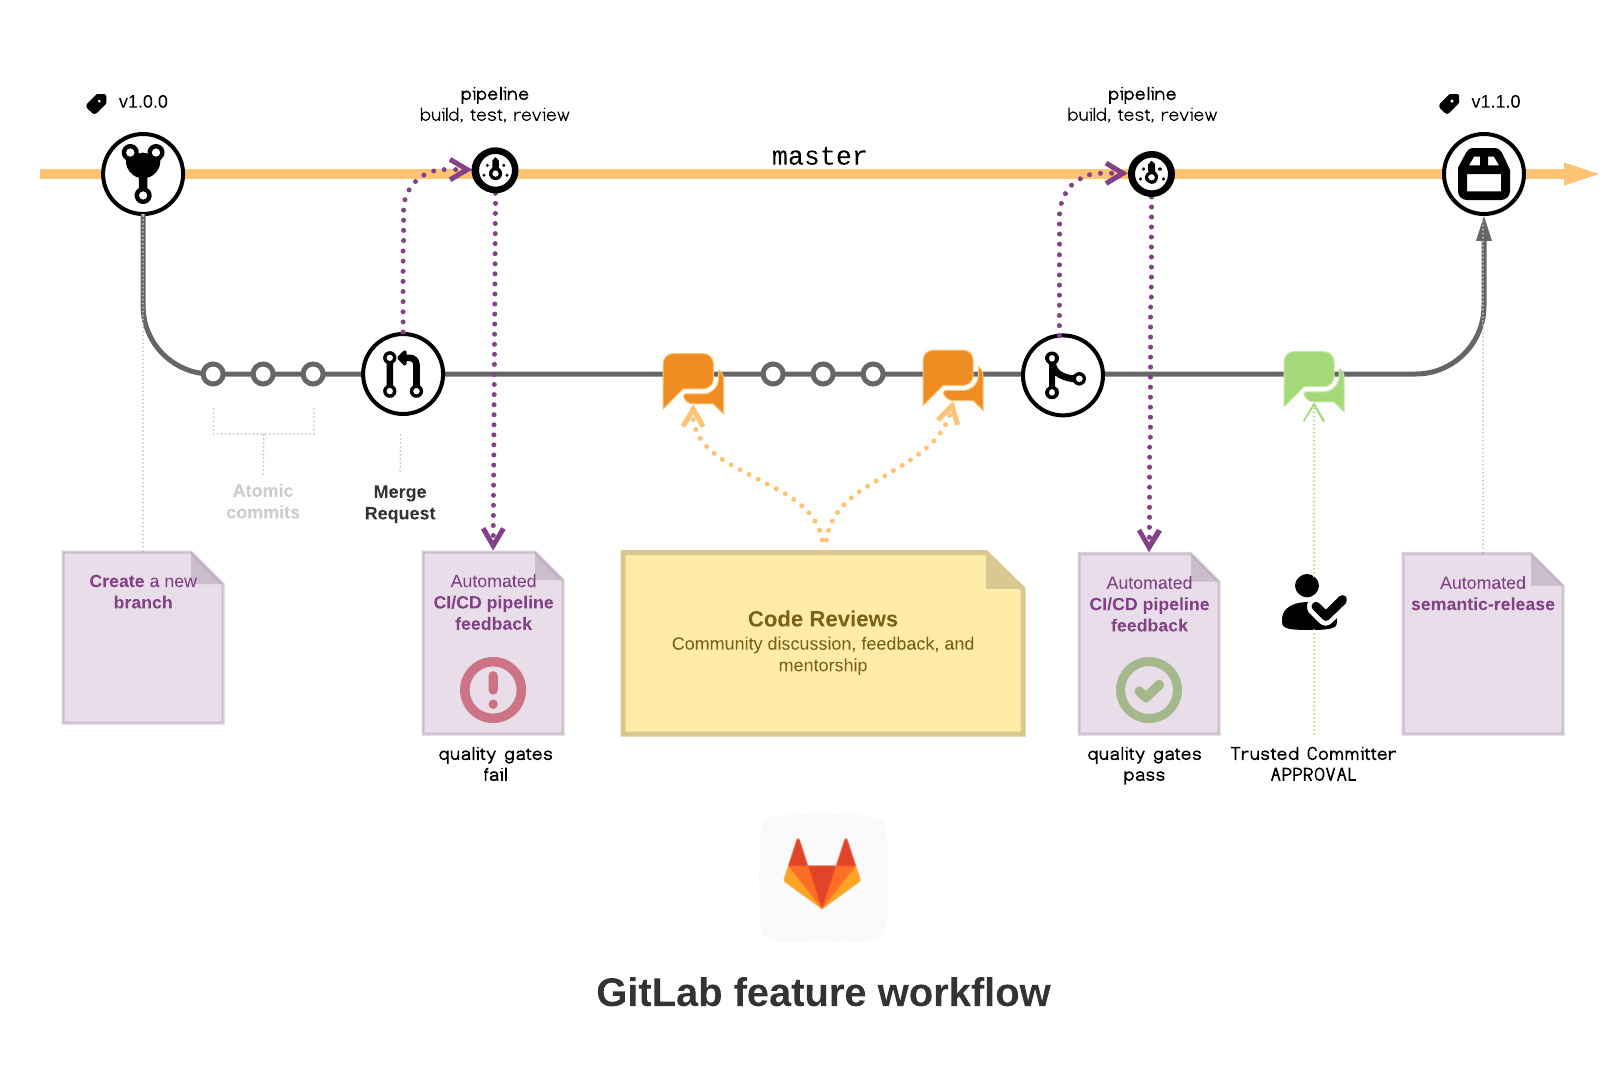 v1.0.0
pipeline
build, test, review
master
pipeline
build, test, review
v1.1.0
Atomic
commits
Merge
Request
Create a new
branch
Automated
CI/CD pipeline
feedback
quality gates
fail
Code Reviews
Community discussion, feedback, and
mentorship
Automated
CI/CD pipeline
feedback
quality gates
pass
Trusted Committer
APPROVAL
Automated
semantic-release
GitLab feature workflow